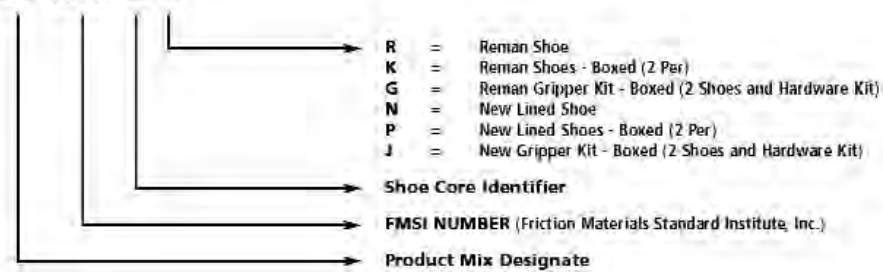 R = Reman Shoe
K = Reman Shoes - Boxed (2 Per)
G = Reman Gripper Kit - Boxed (2 Shoes and Hardware Kit)
N = New Lined Shoe
P = New Lined Shoes - Boxed (2 Per)
J = New Gripper Kit - Boxed (2 Shoes and Hardware Kit)
Shoe Core Identifier
FMSI NUMBER (Friction Materials Standard Institute, Inc.)
Product Mix Designate